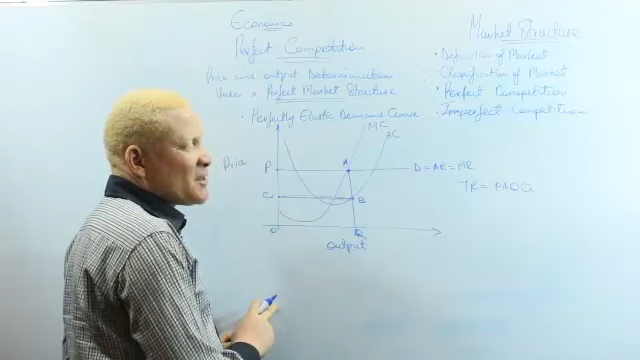 Economics
Perfect Competition
Price and output Determination
Under a Perfect Market Structure
· Perfectly Elastic Demand Curve
Market Structure
· Definition of Market
· Classification of Market
· Perfect Competition
· Imperfect Competition
MC
AC
Price
P
A
D = AR = MR
TR = PAOQ
C
B
O
Q
Output